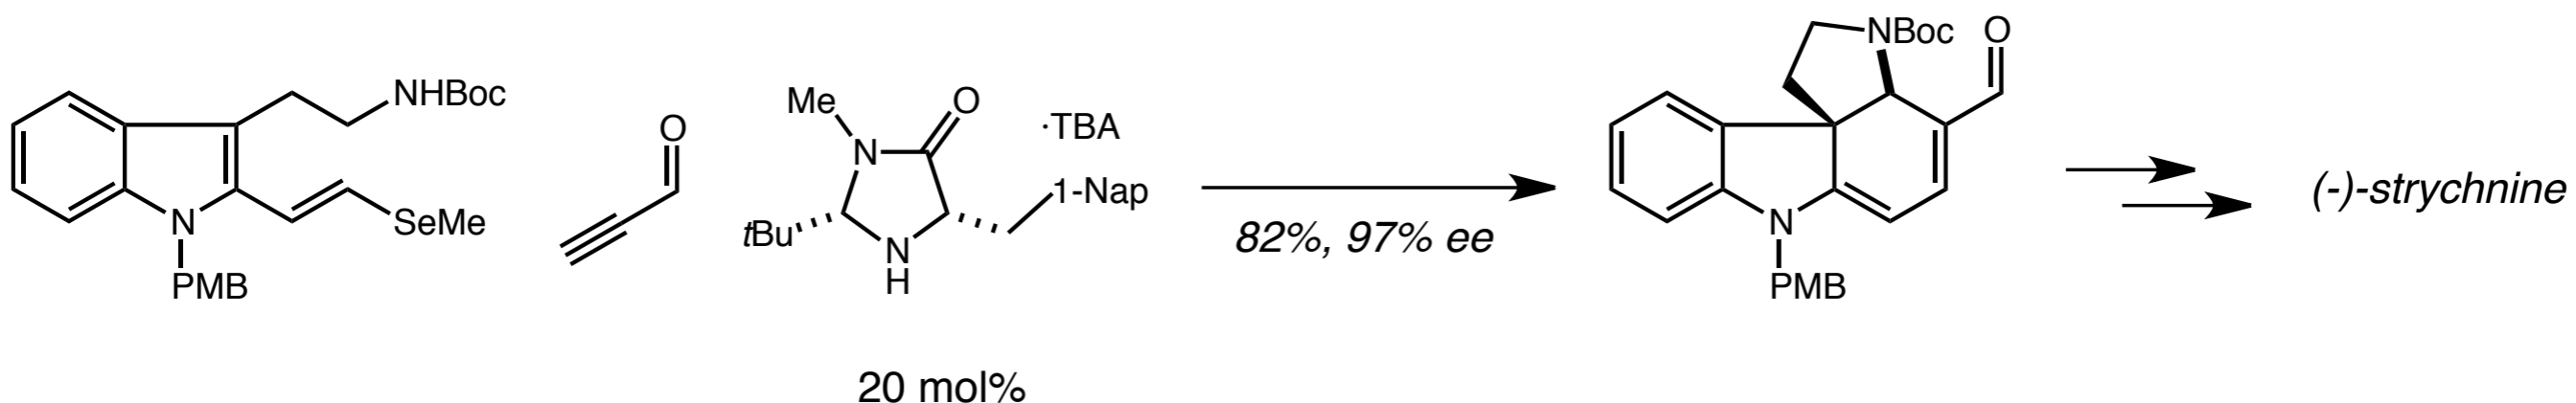 NHBoc
SeMe
N
PMB
O
Me
N
O
·TBA
tBu
N
H
1-Nap
20 mol%
82%, 97% ee
NBoc
O
N
PMB
(-)-strychnine